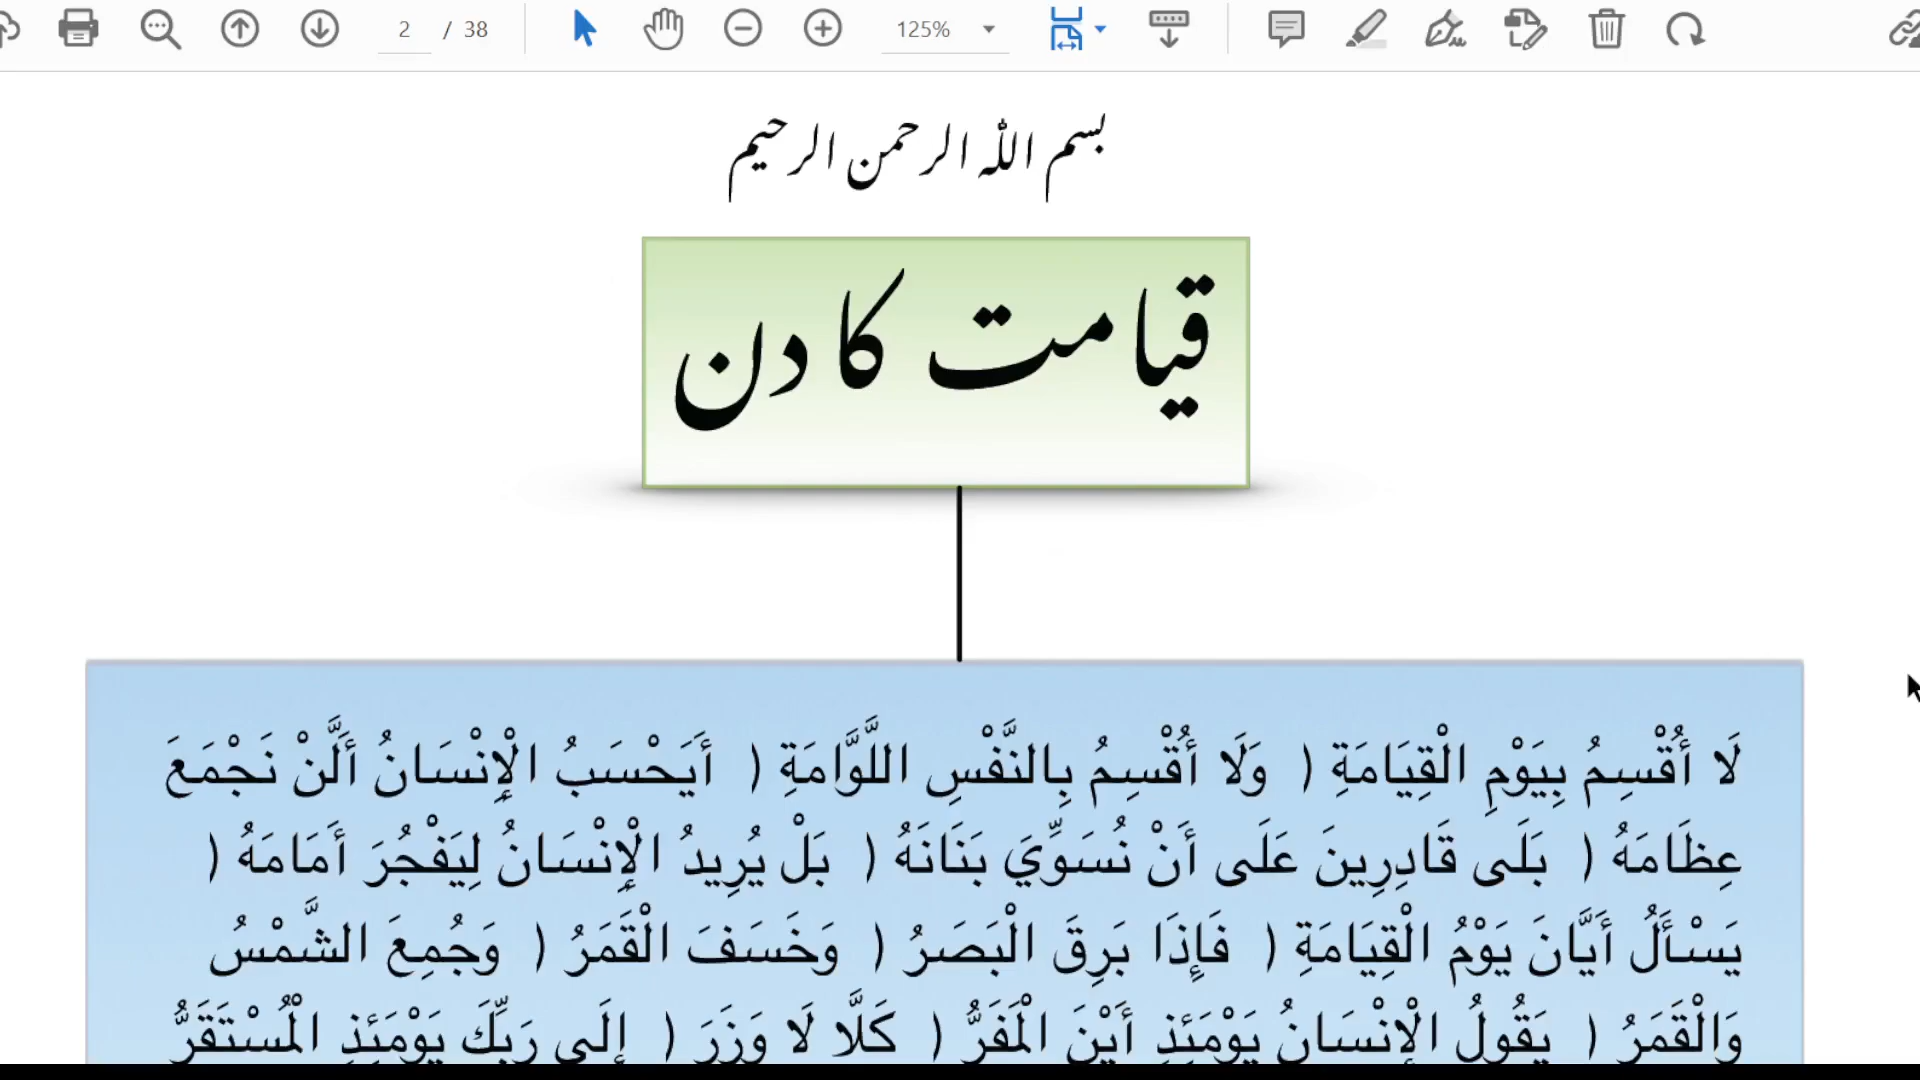 2 / 38 125%
بسم اللہ الرحمن الرحیم
قیامت کا دن
لَا أُقْسِمُ بِيَوْمِ الْقِيَامَةِ ( وَلَا أُقْسِمُ بِالنَّفْسِ اللَّوَّامَةِ ( أَيَحْسَبُ الْإِنْسَانُ أَلَّنْ نَجْمَعَ
عِظَامَهُ ( بَلَى قَادِرِينَ عَلَى أَنْ نُسَوِّيَ بَنَانَهُ ( بَلْ يُرِيدُ الْإِنْسَانُ لِيَفْجُرَ أَمَامَهُ (
يَسْأَلُ أَيَّانَ يَوْمُ الْقِيَامَةِ ( فَإِذَا بَرِقَ الْبَصَرُ ( وَخَسَفَ الْقَمَرُ ( وَجُمِعَ الشَّمْسُ
وَالْقَمَرُ ( يَقُولُ الْإِنْسَانُ يَوْمَئِذٍ أَيْنَ الْمَفَرُّ ( كَلَّا لَا وَزَرَ ( إِلَى رَبِّكَ يَوْمَئِذٍ الْمُسْتَقَرُّ